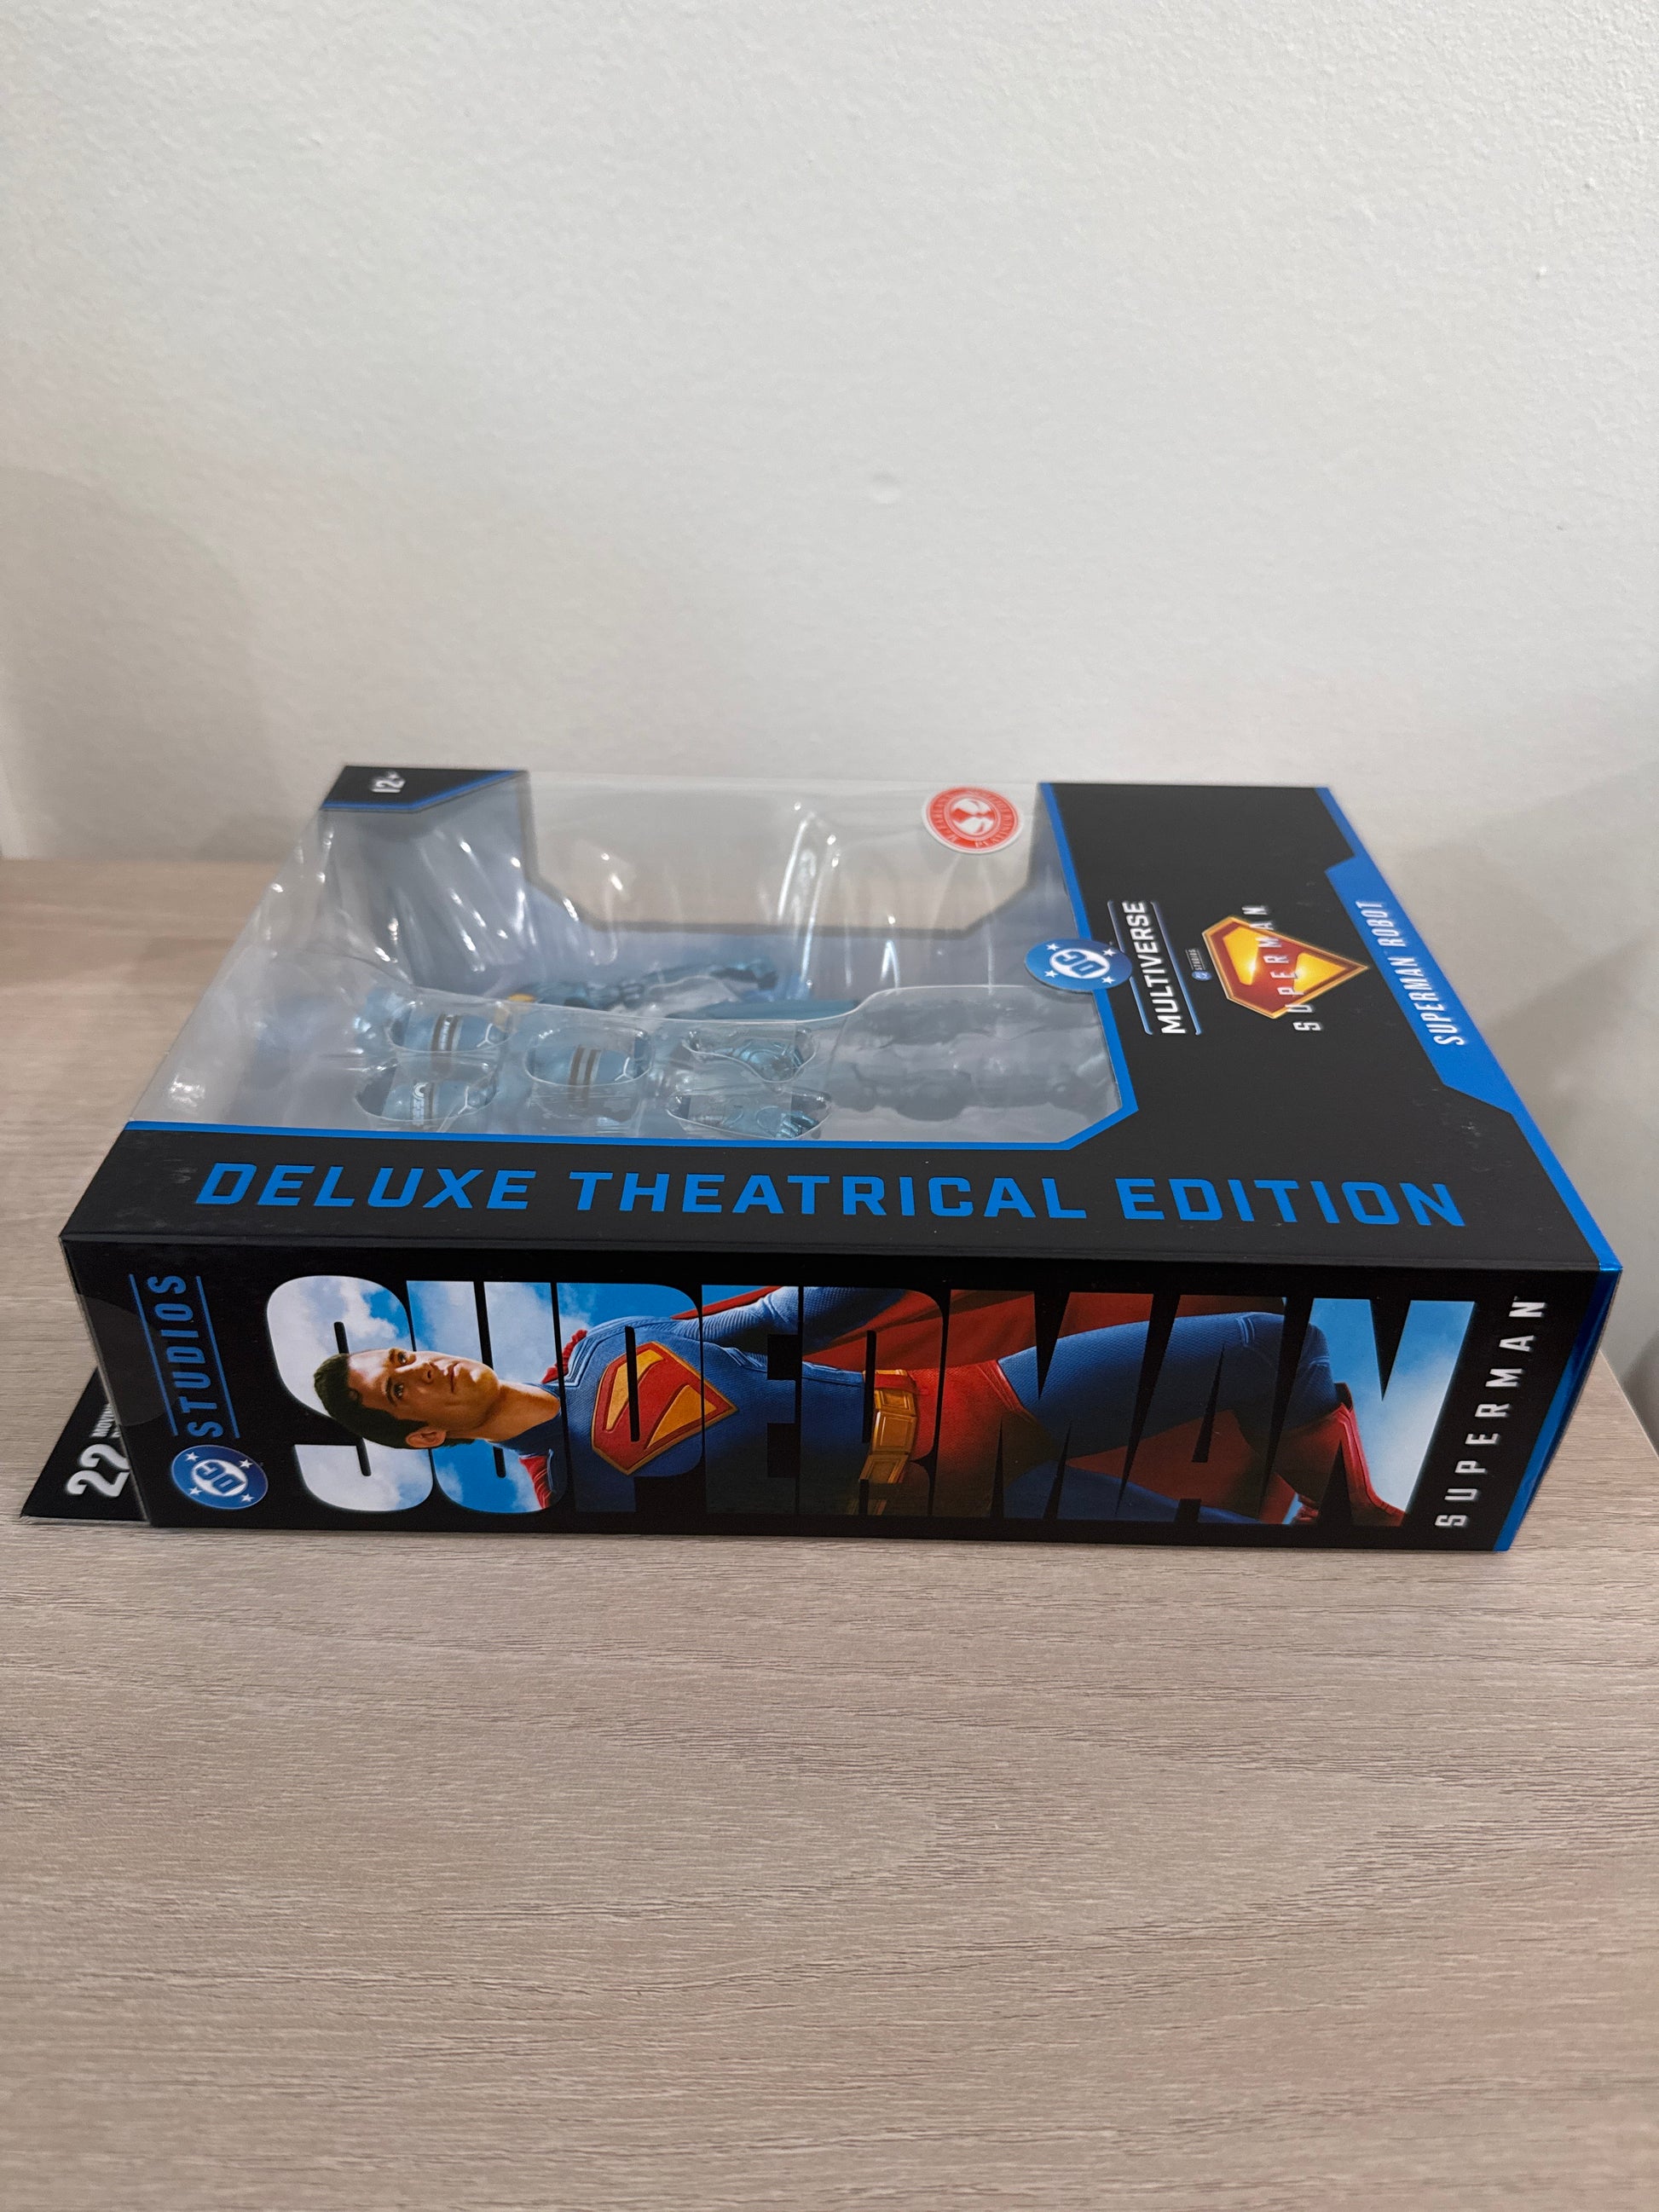 12+
DC
MULTIVERSE
SUPERMAN
SUPERMAN ROBOT
DELUXE THEATRICAL EDITION
DC STUDIOS
SUPERMAN
SUPERMAN
22